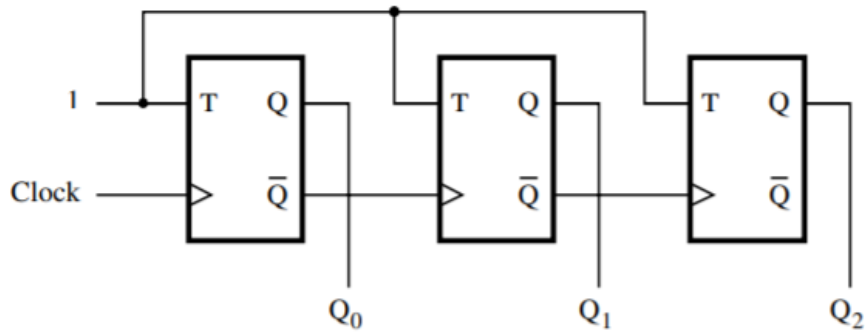 1 T Q T Q T Q
Clock Q̅ Q̅ Q̅
Q₀ Q₁ Q₂